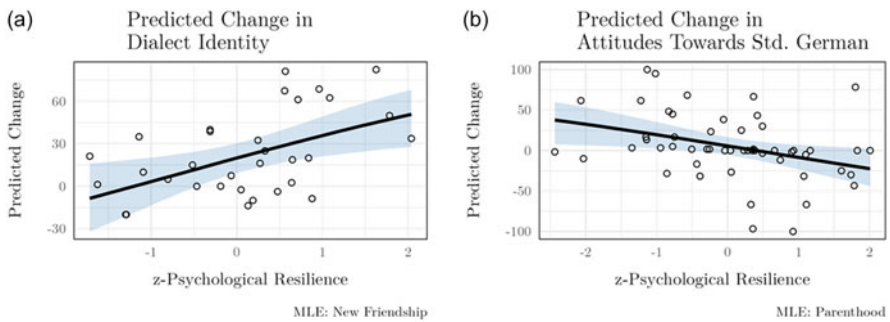 (a)
Predicted Change in
Dialect Identity
Predicted Change
60
30
0
-30
-1
0
1
2
z-Psychological Resilience
MLE: New Friendship
(b)
Predicted Change in
Attitudes Towards Std. German
Predicted Change
100
50
0
-50
-100
-2
-1
0
1
2
z-Psychological Resilience
MLE: Parenthood